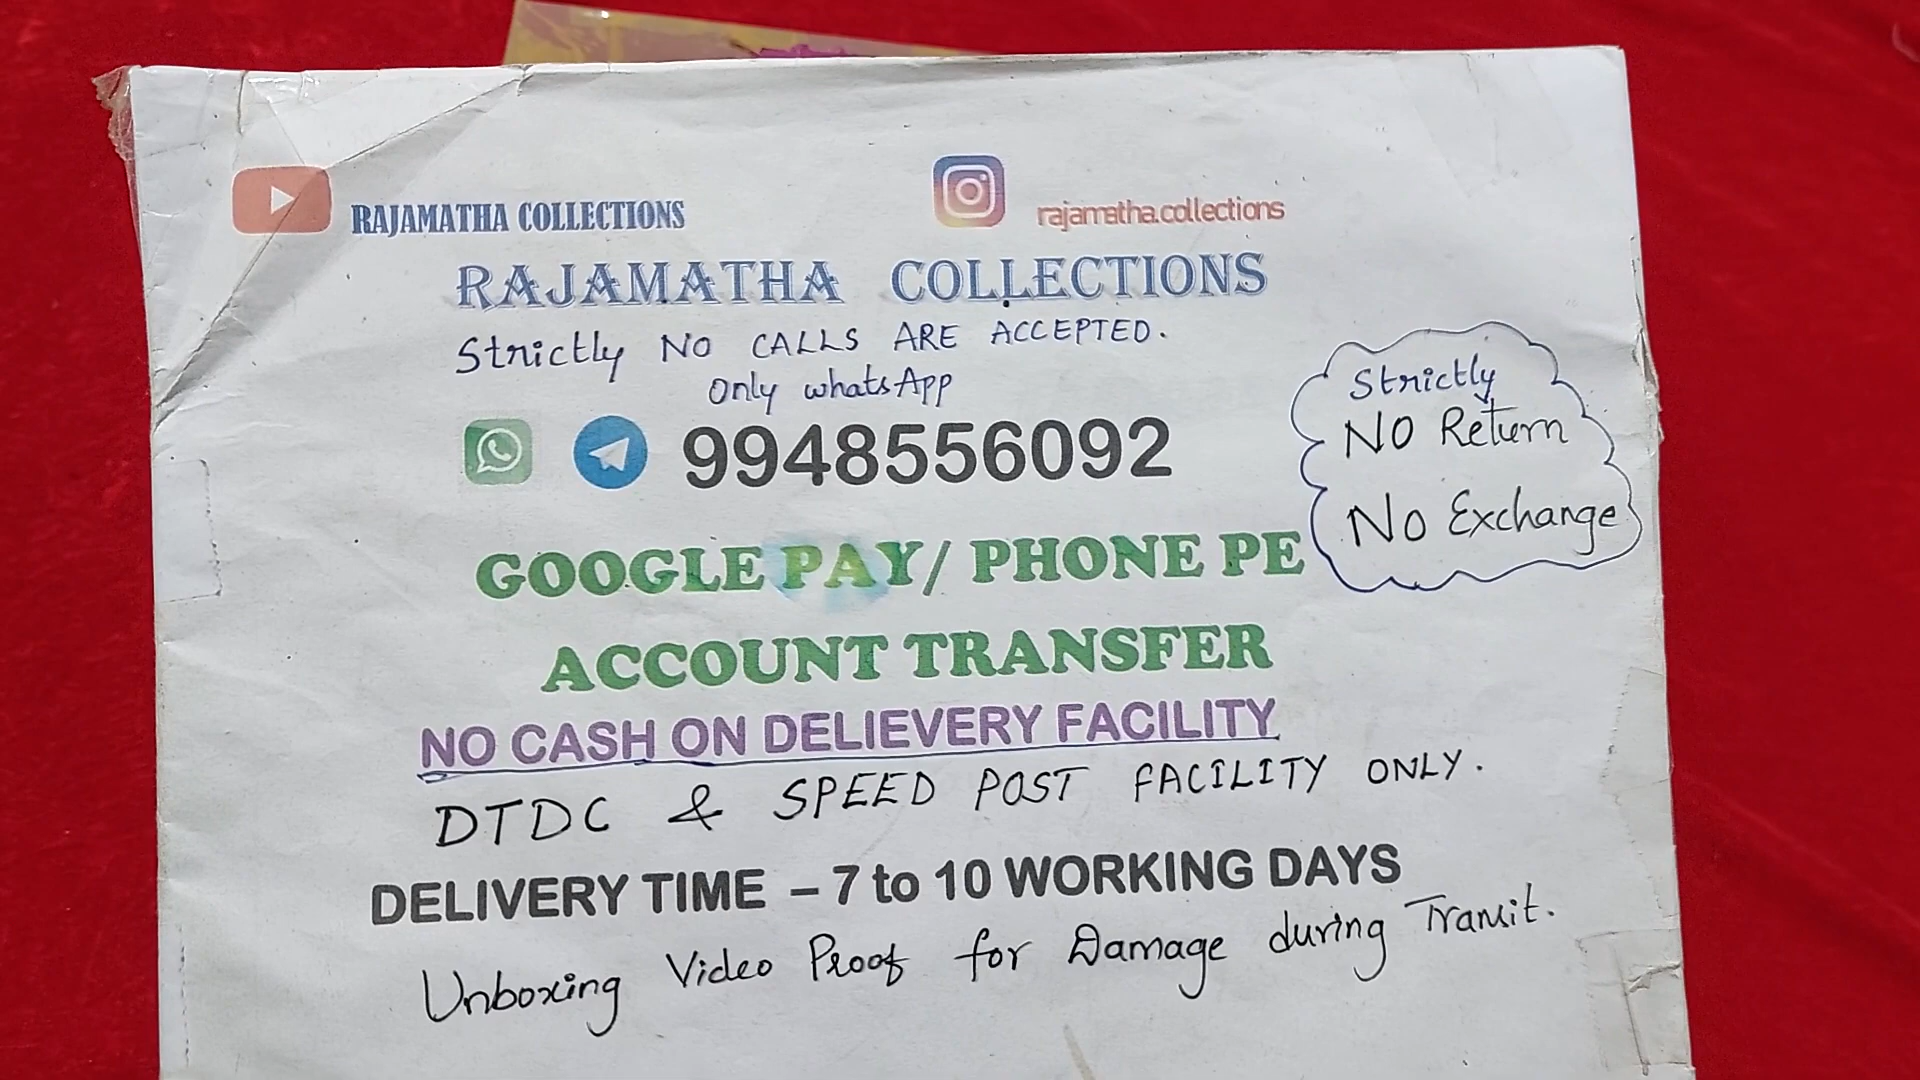 RAJAMATHA COLLECTIONS
rajamatha.collections
RAJAMATHA COLLECTIONS
Strictly NO CALLS ARE ACCEPTED.
Only whatsApp
9948556092
Strictly
NO Return
No Exchange
GOOGLE PAY/ PHONE PE
ACCOUNT TRANSFER
NO CASH ON DELIEVERY FACILITY
DTDC & SPEED POST FACILITY ONLY.
DELIVERY TIME – 7 to 10 WORKING DAYS
Unboxing Video Proof for Damage during Transit.